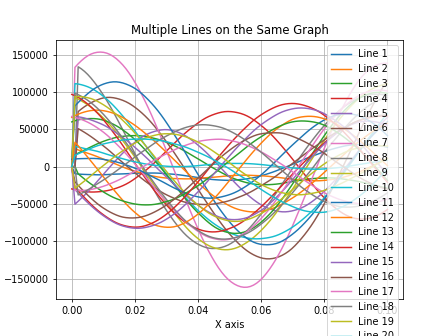 Multiple Lines on the Same Graph
150000
100000
50000
0
−50000
−100000
−150000
0.00
0.02
0.04
0.06
0.08
0.10
X axis
Line 1
Line 2
Line 3
Line 4
Line 5
Line 6
Line 7
Line 8
Line 9
Line 10
Line 11
Line 12
Line 13
Line 14
Line 15
Line 16
Line 17
Line 18
Line 19
Line 20